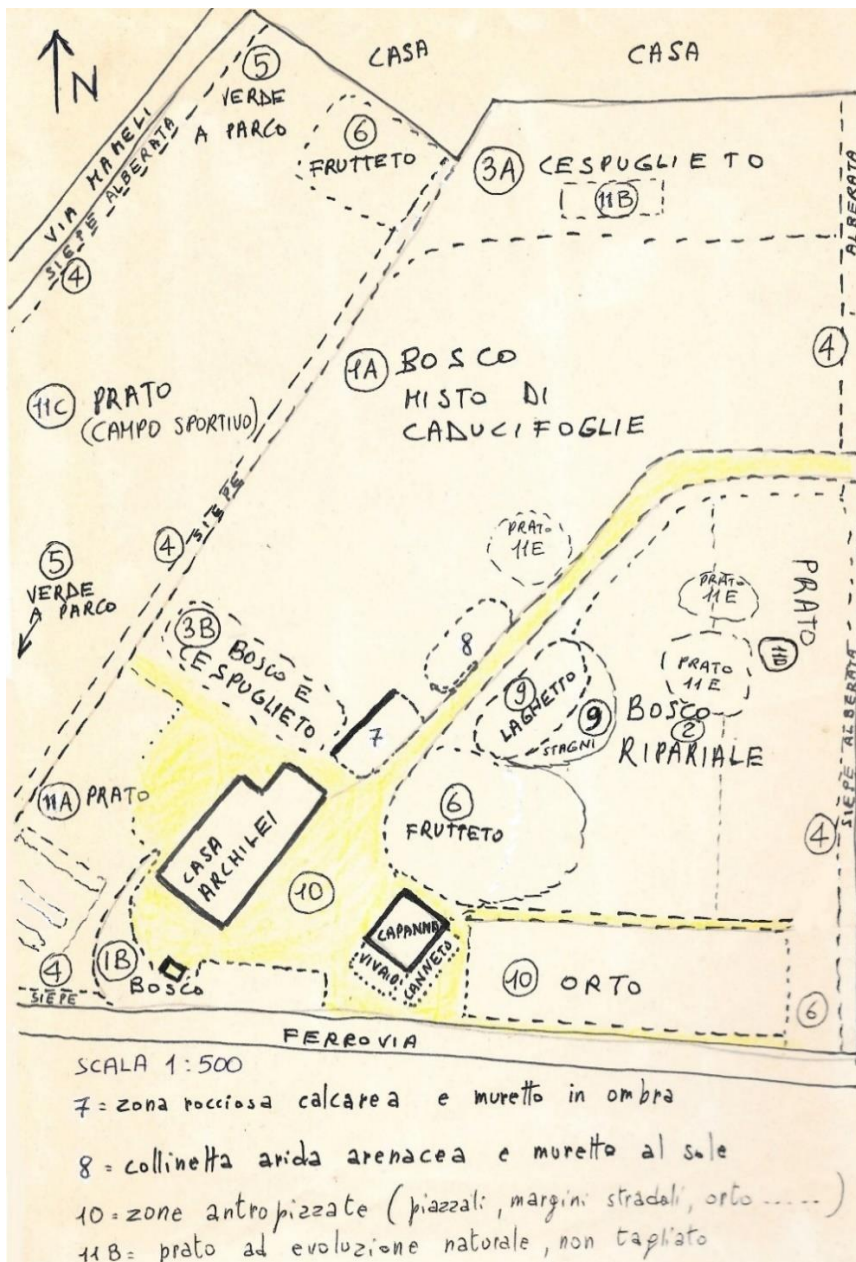 N
CASA
CASA
5
VERDE
A PARCO
6
FRUTTETO
VIA MAMELI
SIEPE ALBERATA
4
3A CESPUGLIETO
11B
ALBERATA
4
1A BOSCO
MISTO DI
CADUCIFOGLIE
11C PRATO
(CAMPO SPORTIVO)
SIEPE
4
5
VERDE
A PARCO
PRATO
11E
PRATO
11E
PRATO
11E
PRATO
11D
3B BOSCO E
CESPUGLIETO
8
7
9
LAGHETTO
9
STAGNI
BOSCO
2
RIPARIALE
SIEPE ALBERATA
4
11A PRATO
CASA
ARCHILEI
6
FRUTTETO
10
CAPANNA
VIVAIO
CANNETO
10 ORTO
6
4
SIEPE
1B
BOSCO
FERROVIA
SCALA 1:500
7 = zona rocciosa calcarea e muretto in ombra
8 = collinetta arida arenacea e muretto al sole
10 = zone antropizzate (piazzali, margini stradali, orto .....)
11B = prato ad evoluzione naturale, non tagliato